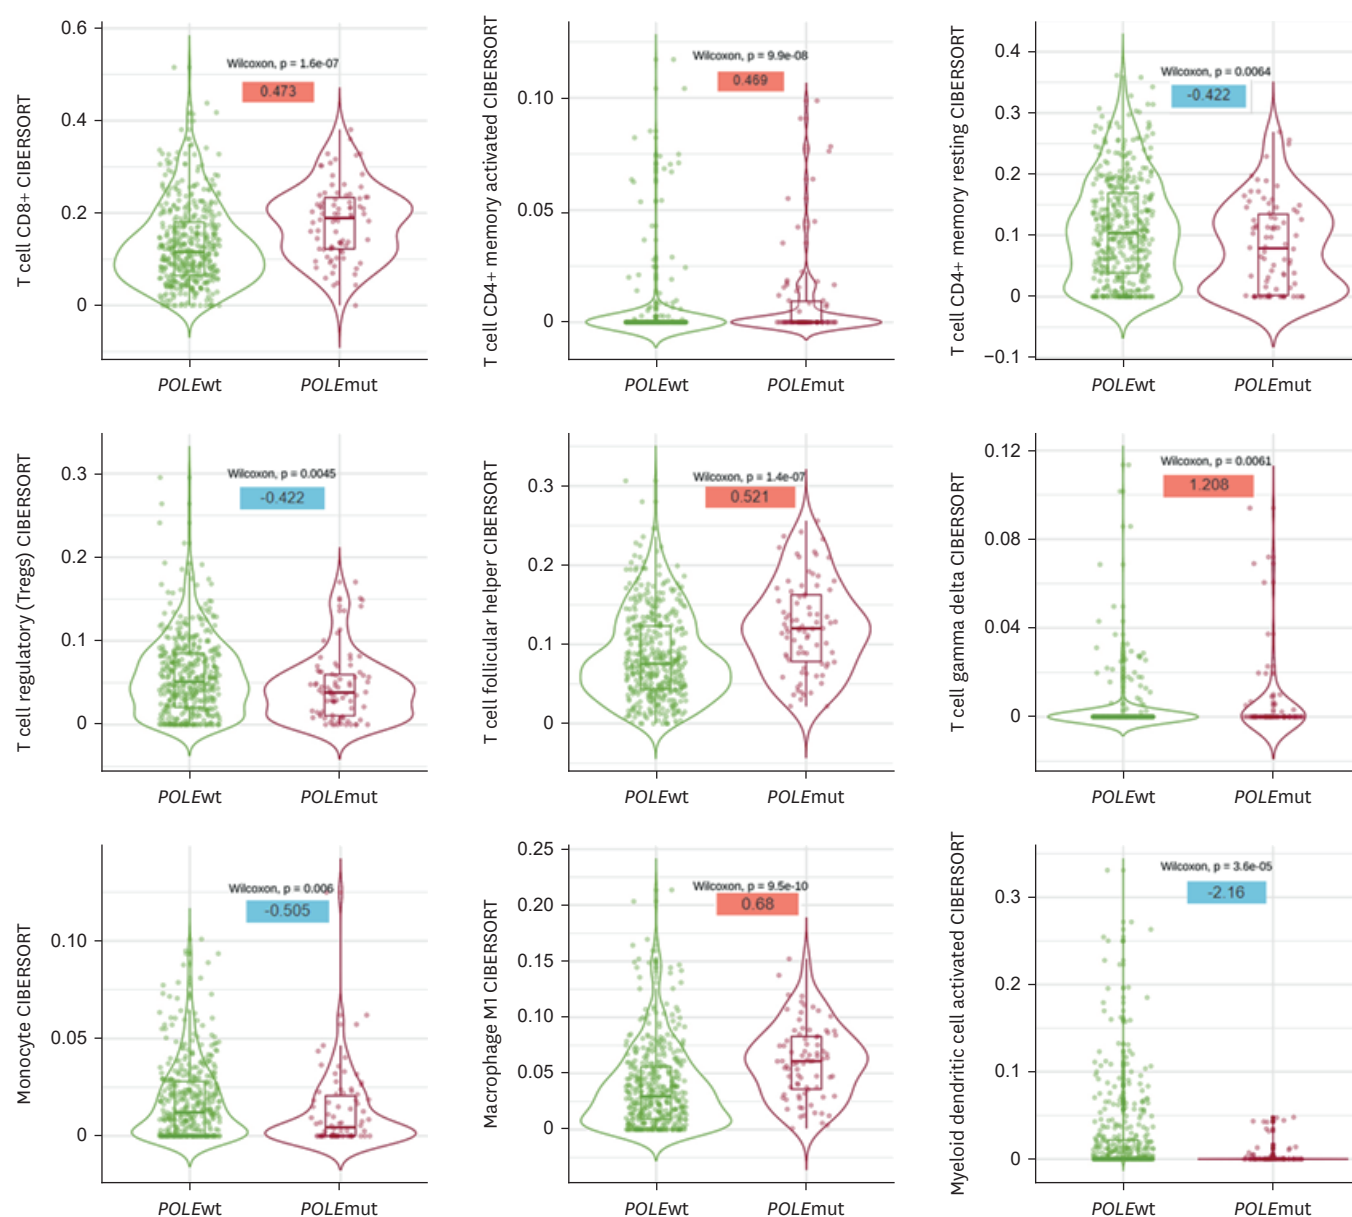 T cell CD8+ CIBERSORT
0.6
0.4
0.2
0
Wilcoxon, p = 1.6e-07
0.473
POLEwt
POLEmut
T cell CD4+ memory activated CIBERSORT
0.10
0.05
0
Wilcoxon, p = 9.9e-08
0.469
POLEwt
POLEmut
T cell CD4+ memory resting CIBERSORT
0.4
0.3
0.2
0.1
0
−0.1
Wilcoxon, p = 0.0064
-0.422
POLEwt
POLEmut
T cell regulatory (Tregs) CIBERSORT
0.3
0.2
0.1
0
Wilcoxon, p = 0.0045
-0.422
POLEwt
POLEmut
T cell follicular helper CIBERSORT
0.3
0.2
0.1
0
Wilcoxon, p = 1.4e-07
0.521
POLEwt
POLEmut
T cell gamma delta CIBERSORT
0.12
0.08
0.04
0
Wilcoxon, p = 0.0061
1.208
POLEwt
POLEmut
Monocyte CIBERSORT
0.10
0.05
0
Wilcoxon, p = 0.006
-0.505
POLEwt
POLEmut
Macrophage M1 CIBERSORT
0.25
0.20
0.15
0.10
0.05
0
Wilcoxon, p = 9.5e-10
0.68
POLEwt
POLEmut
Myeloid dendritic cell activated CIBERSORT
0.3
0.2
0.1
0
Wilcoxon, p = 3.6e-05
-2.16
POLEwt
POLEmut